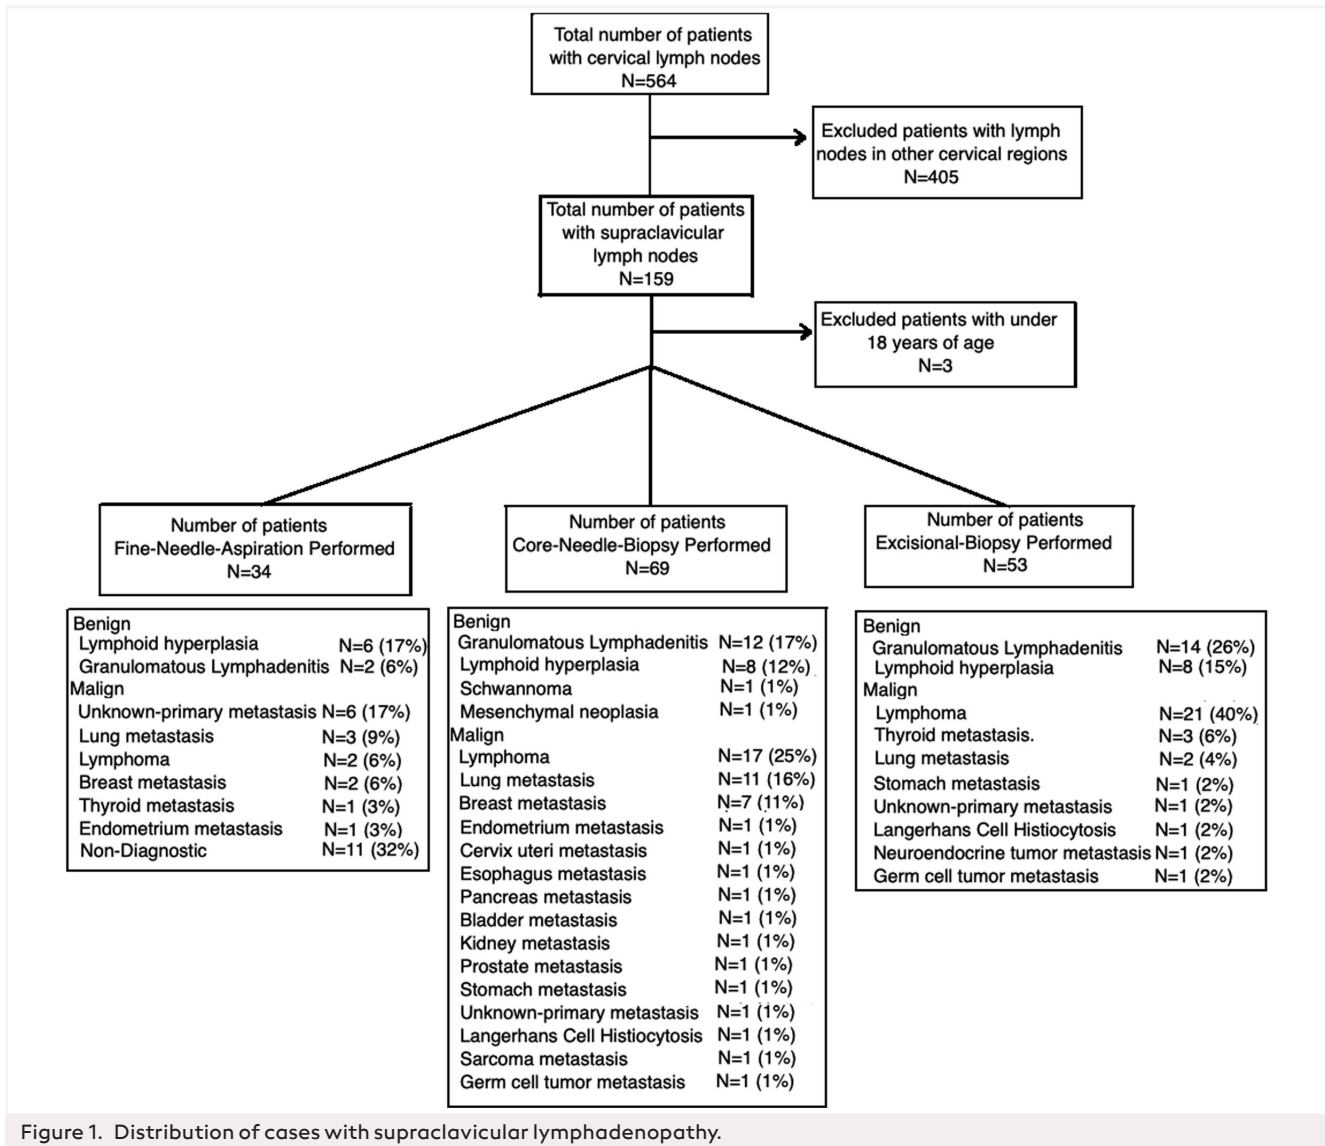 Total number of patients
with cervical lymph nodes
N=564
Excluded patients with lymph
nodes in other cervical regions
N=405
Total number of patients
with supraclavicular
lymph nodes
N=159
Excluded patients with under
18 years of age
N=3
Number of patients
Fine-Needle-Aspiration Performed
N=34
Number of patients
Core-Needle-Biopsy Performed
N=69
Number of patients
Excisional-Biopsy Performed
N=53
Benign
Lymphoid hyperplasia N=6 (17%)
Granulomatous Lymphadenitis N=2 (6%)
Malign
Unknown-primary metastasis N=6 (17%)
Lung metastasis N=3 (9%)
Lymphoma N=2 (6%)
Breast metastasis N=2 (6%)
Thyroid metastasis N=1 (3%)
Endometrium metastasis N=1 (3%)
Non-Diagnostic N=11 (32%)
Benign
Granulomatous Lymphadenitis N=12 (17%)
Lymphoid hyperplasia N=8 (12%)
Schwannoma N=1 (1%)
Mesenchymal neoplasia N=1 (1%)
Malign
Lymphoma N=17 (25%)
Lung metastasis N=11 (16%)
Breast metastasis N=7 (11%)
Endometrium metastasis N=1 (1%)
Cervix uteri metastasis N=1 (1%)
Esophagus metastasis N=1 (1%)
Pancreas metastasis N=1 (1%)
Bladder metastasis N=1 (1%)
Kidney metastasis N=1 (1%)
Prostate metastasis N=1 (1%)
Stomach metastasis N=1 (1%)
Unknown-primary metastasis N=1 (1%)
Langerhans Cell Histiocytosis N=1 (1%)
Sarcoma metastasis N=1 (1%)
Germ cell tumor metastasis N=1 (1%)
Benign
Granulomatous Lymphadenitis N=14 (26%)
Lymphoid hyperplasia N=8 (15%)
Malign
Lymphoma N=21 (40%)
Thyroid metastasis. N=3 (6%)
Lung metastasis N=2 (4%)
Stomach metastasis N=1 (2%)
Unknown-primary metastasis N=1 (2%)
Langerhans Cell Histiocytosis N=1 (2%)
Neuroendocrine tumor metastasis N=1 (2%)
Germ cell tumor metastasis N=1 (2%)
Figure 1. Distribution of cases with supraclavicular lymphadenopathy.